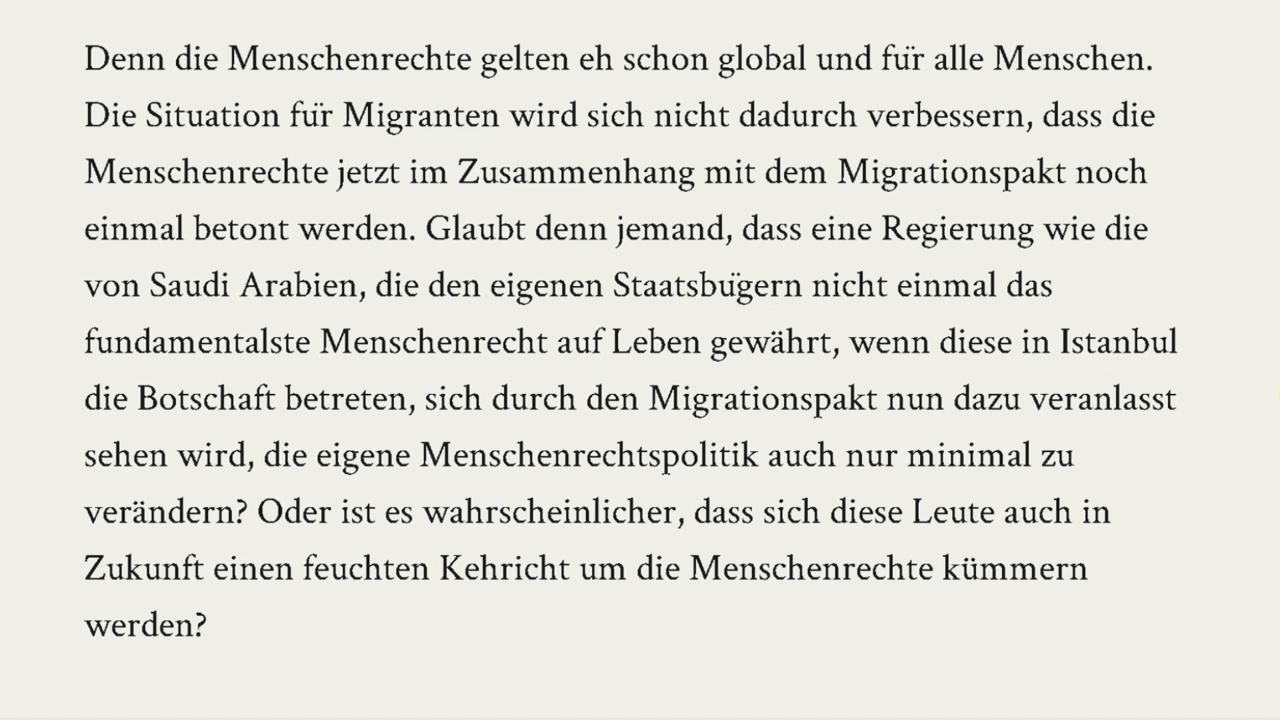 Denn die Menschenrechte gelten eh schon global und für alle Menschen.
Die Situation für Migranten wird sich nicht dadurch verbessern, dass die
Menschenrechte jetzt im Zusammenhang mit dem Migrationspakt noch
einmal betont werden. Glaubt denn jemand, dass eine Regierung wie die
von Saudi Arabien, die den eigenen Staatsbügern nicht einmal das
fundamentalste Menschenrecht auf Leben gewährt, wenn diese in Istanbul
die Botschaft betreten, sich durch den Migrationspakt nun dazu veranlasst
sehen wird, die eigene Menschenrechtspolitik auch nur minimal zu
verändern? Oder ist es wahrscheinlicher, dass sich diese Leute auch in
Zukunft einen feuchten Kehricht um die Menschenrechte kümmern
werden?